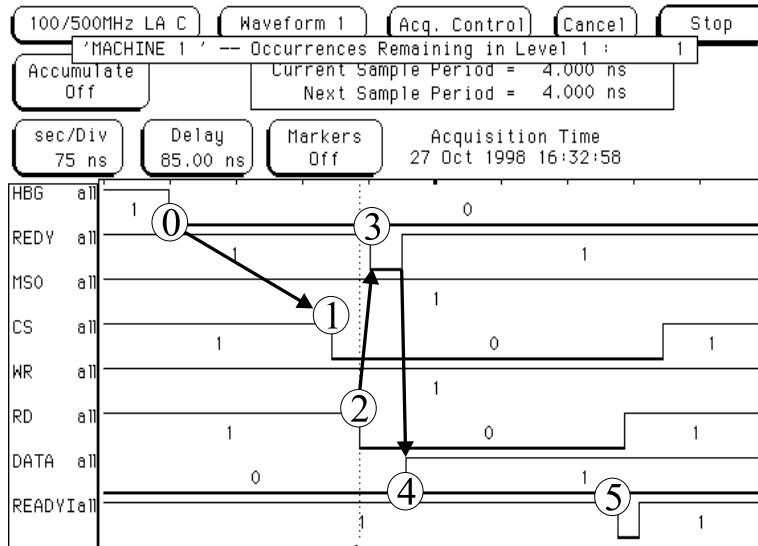 100/500MHz LA C Waveform 1 Acq. Control Cancel Stop
'MACHINE 1 ' -- Occurrences Remaining in Level 1 : 1
Accumulate
Off
Current Sample Period = 4.000 ns
Next Sample Period = 4.000 ns
sec/Div
75 ns
Delay
85.00 ns
Markers
Off
Acquisition Time
27 Oct 1998 16:32:58
HBG all 1 0 0
REDY all 1 3 1
MSO all 1
CS all 1 1 0 1
WR all 1
RD all 1 2 0 1
DATA all 0 4 1
READYIall 1 5 1